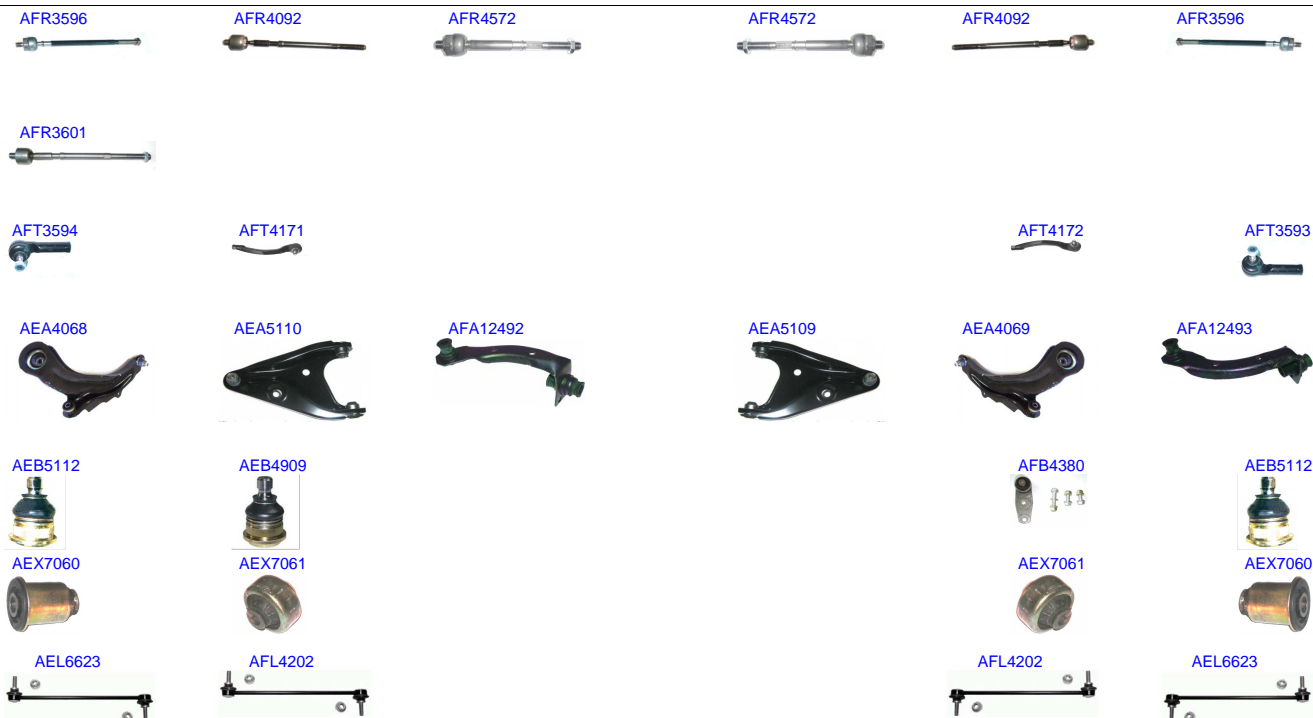 AFR3596 AFR4092 AFR4572 AFR4572 AFR4092 AFR3596
AFR3601
AFT3594 AFT4171 AFT4172 AFT3593
AEA4068 AEA5110 AFA12492 AEA5109 AEA4069 AFA12493
AEB5112 AEB4909 AFB4380 AEB5112
AEX7060 AEX7061 AEX7061 AEX7060
AEL6623 AFL4202 AFL4202 AEL6623